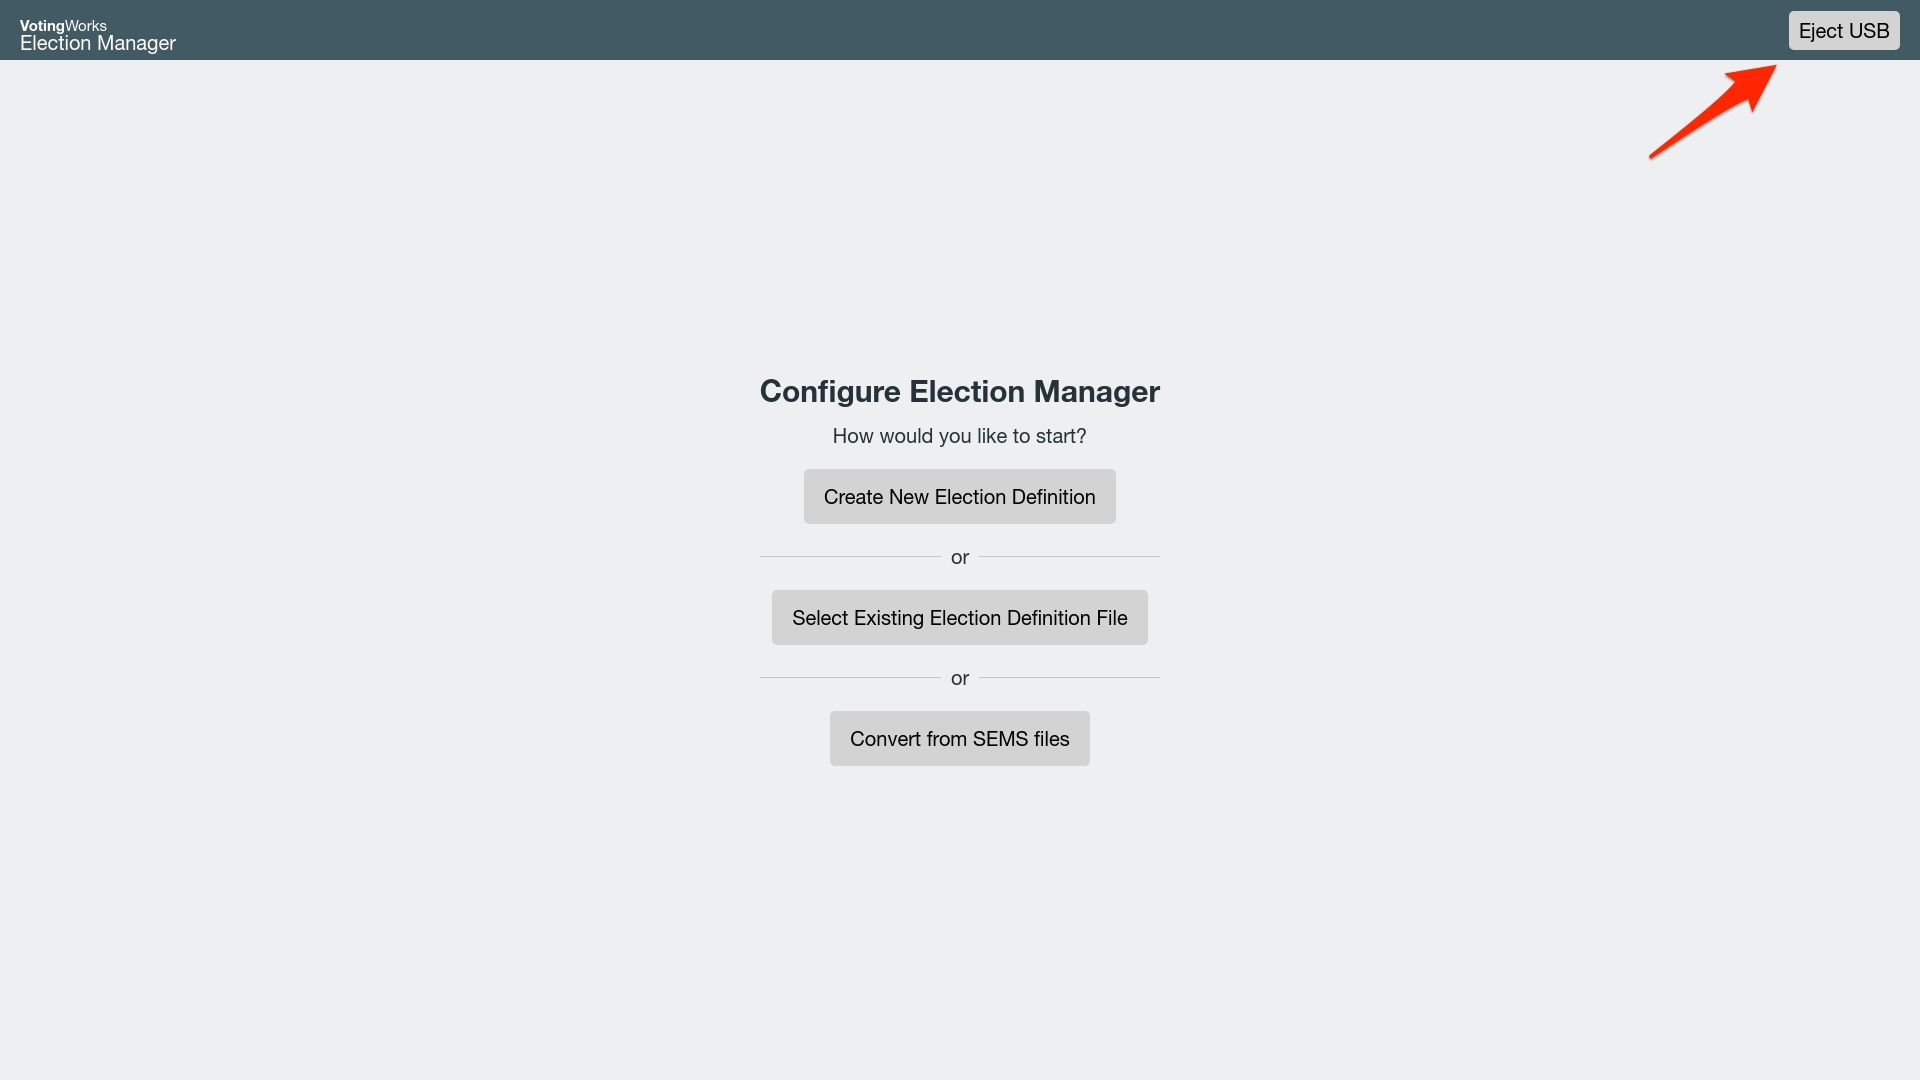 VotingWorks
Election Manager
Eject USB
Configure Election Manager
How would you like to start?
Create New Election Definition
or
Select Existing Election Definition File
or
Convert from SEMS files